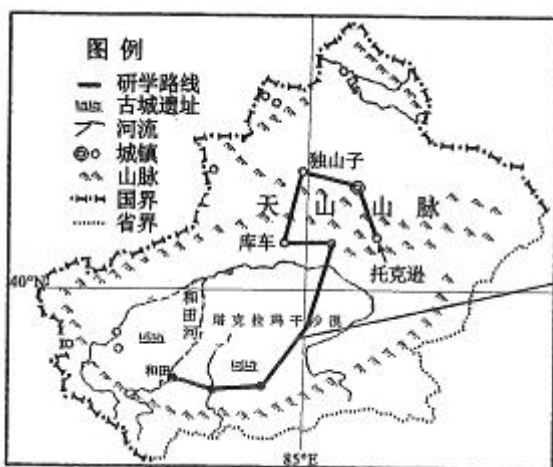 图例
研学路线
古城遗址
河流
城镇
山脉
国界
省界
独山子
天山山脉
库车
托克逊
40°N
和田河
塔克拉玛干沙漠
和田
85°E